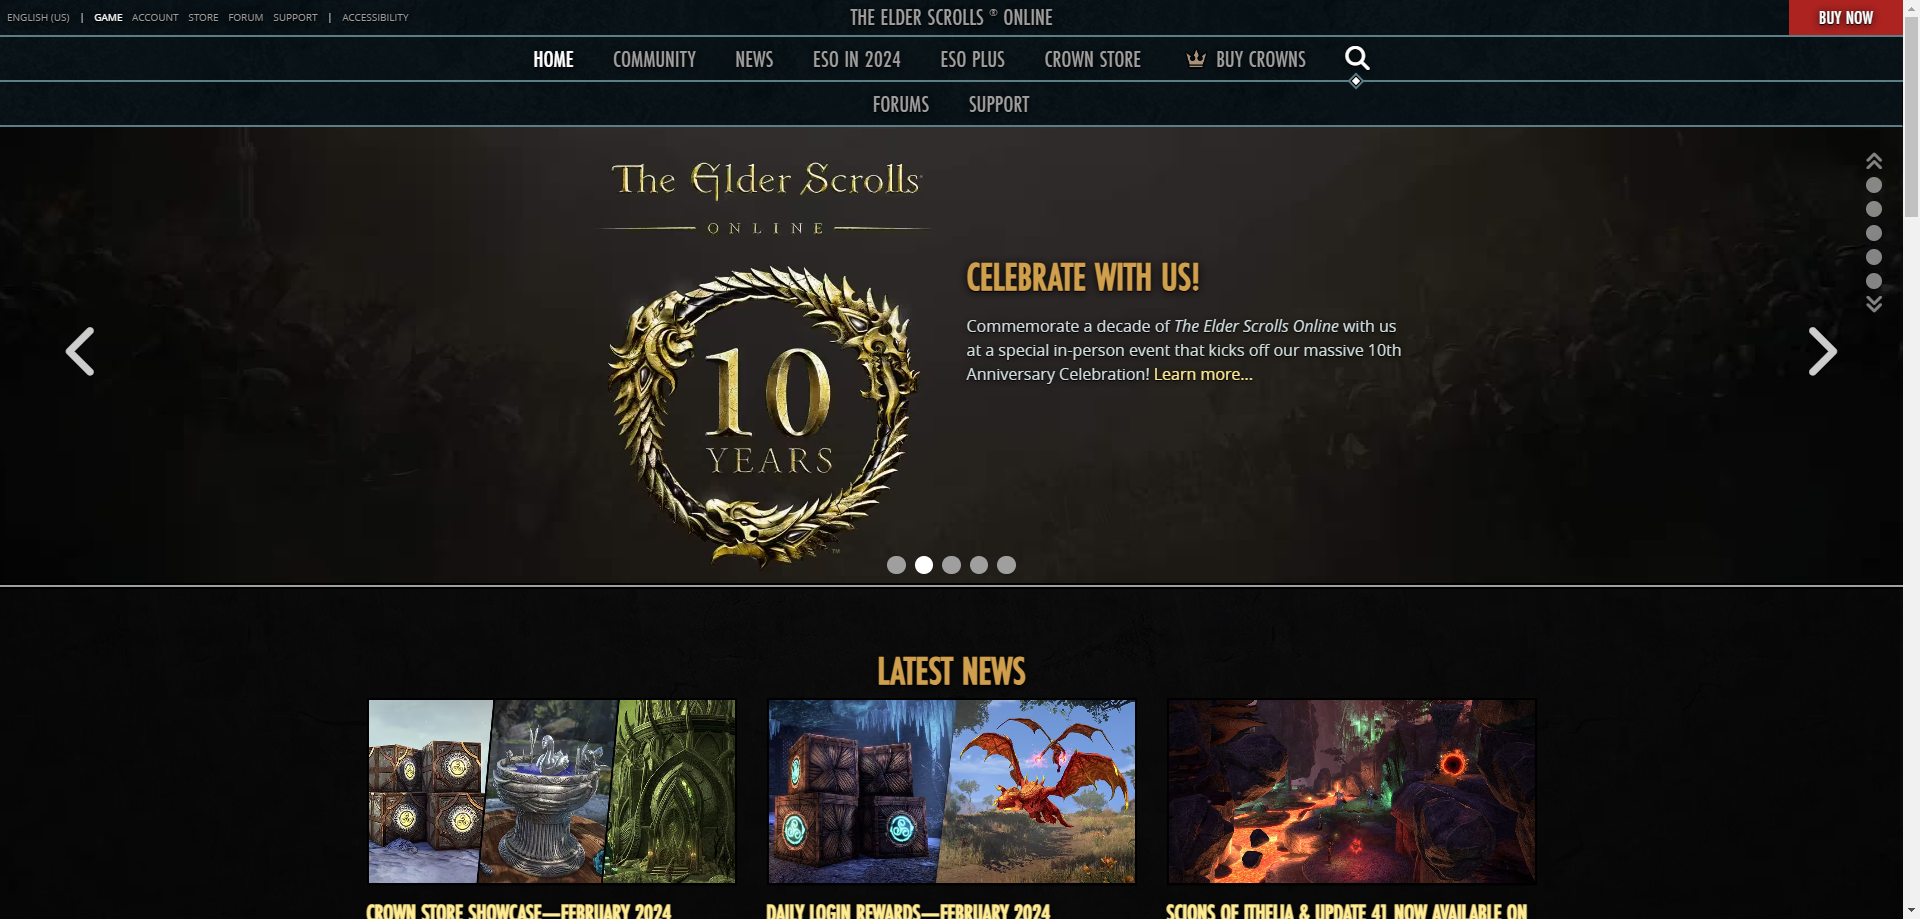 ENGLISH (US) | GAME ACCOUNT STORE FORUM SUPPORT | ACCESSIBILITY
THE ELDER SCROLLS ® ONLINE
BUY NOW
HOME COMMUNITY NEWS ESO IN 2024 ESO PLUS CROWN STORE BUY CROWNS
FORUMS SUPPORT
The Elder Scrolls
ONLINE
10
YEARS
™
CELEBRATE WITH US!
Commemorate a decade of The Elder Scrolls Online with us
at a special in-person event that kicks off our massive 10th
Anniversary Celebration! Learn more...
LATEST NEWS
CROWN STORE SHOWCASE—FEBRUARY 2024
DAILY LOGIN REWARDS—FEBRUARY 2024
SCIONS OF ITHELIA & UPDATE 41 NOW AVAILABLE ON